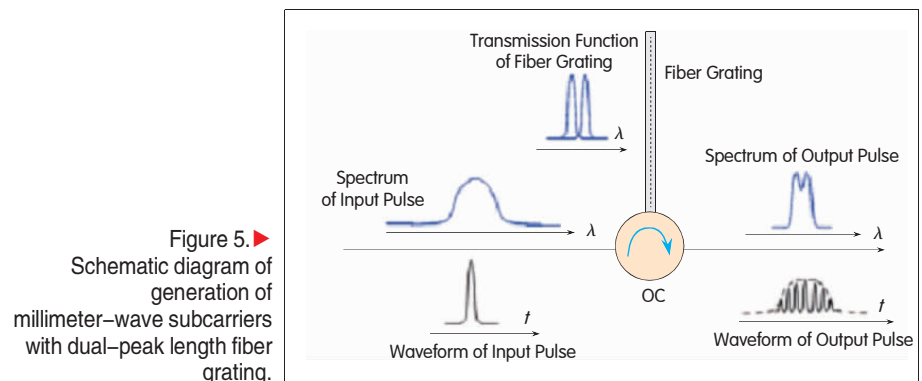 Figure 5.▶
Schematic diagram of
generation of
millimeter–wave subcarriers
with dual–peak length fiber
grating.
Transmission Function
of Fiber Grating
λ
Fiber Grating
Spectrum
of Input Pulse
λ
Spectrum of Output Pulse
λ
OC
t
Waveform of Input Pulse
t
Waveform of Output Pulse